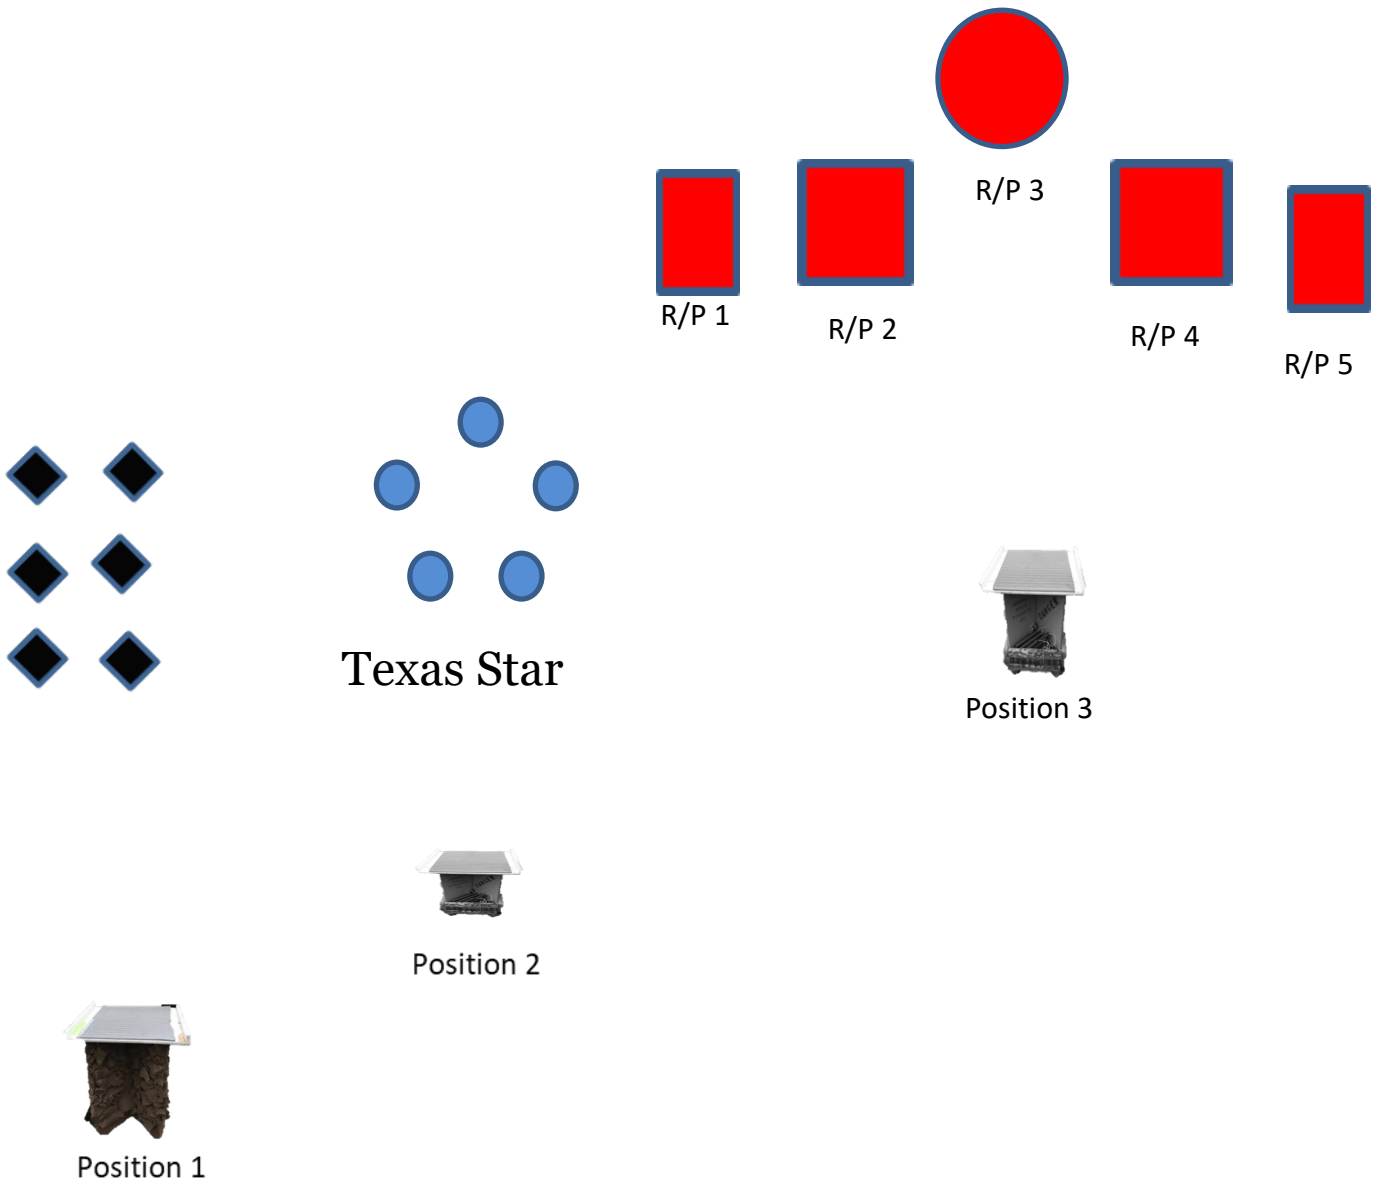 R/P 3
R/P 1
R/P 2
R/P 4
R/P 5
Texas Star
Position 3
Position 2
Position 1